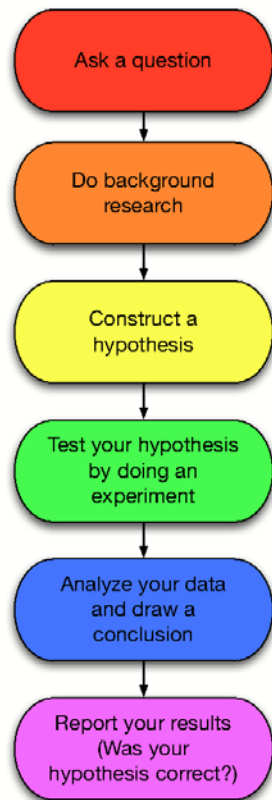 Ask a question
Do background
research
Construct a
hypothesis
Test your hypothesis
by doing an
experiment
Analyze your data
and draw a
conclusion
Report your results
(Was your
hypothesis correct?)